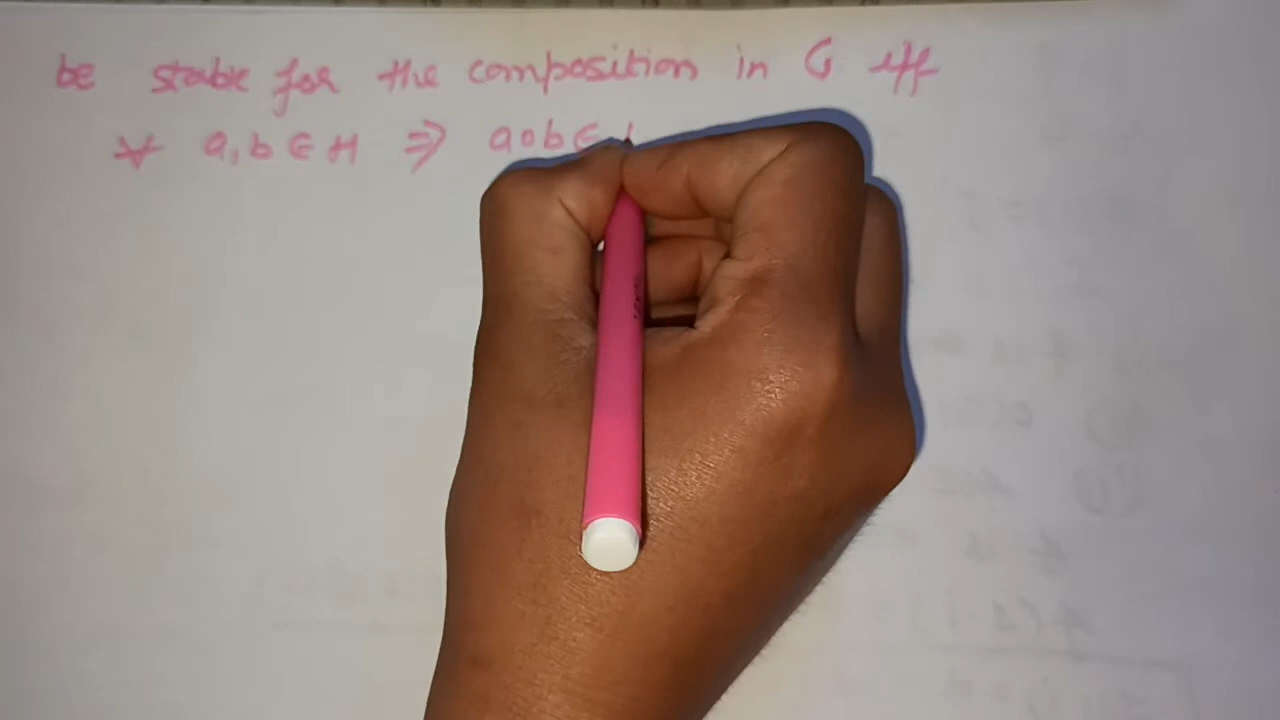 be stable for the composition in G iff
∀ a, b ∈ H ⇒ a o b ∈